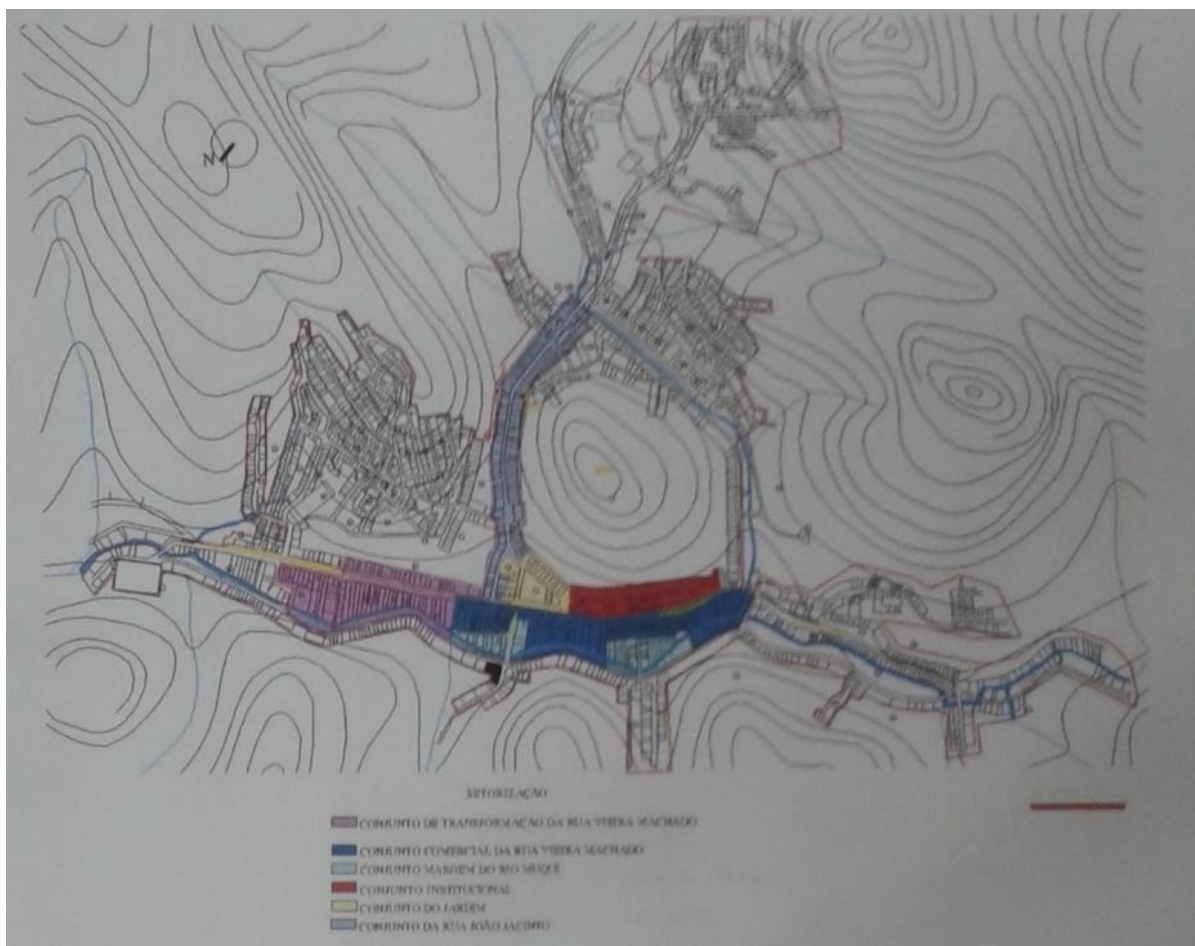 N
SETORIZAÇÃO
CONJUNTO DE TRANSFORMAÇÃO DA RUA VIEIRA MACHADO
CONJUNTO COMERCIAL DA RUA VIEIRA MACHADO
CONJUNTO MARGEM DO RIO MUQUI
CONJUNTO INSTITUCIONAL
CONJUNTO DO JARDIM
CONJUNTO DA RUA JOÃO JACINTO